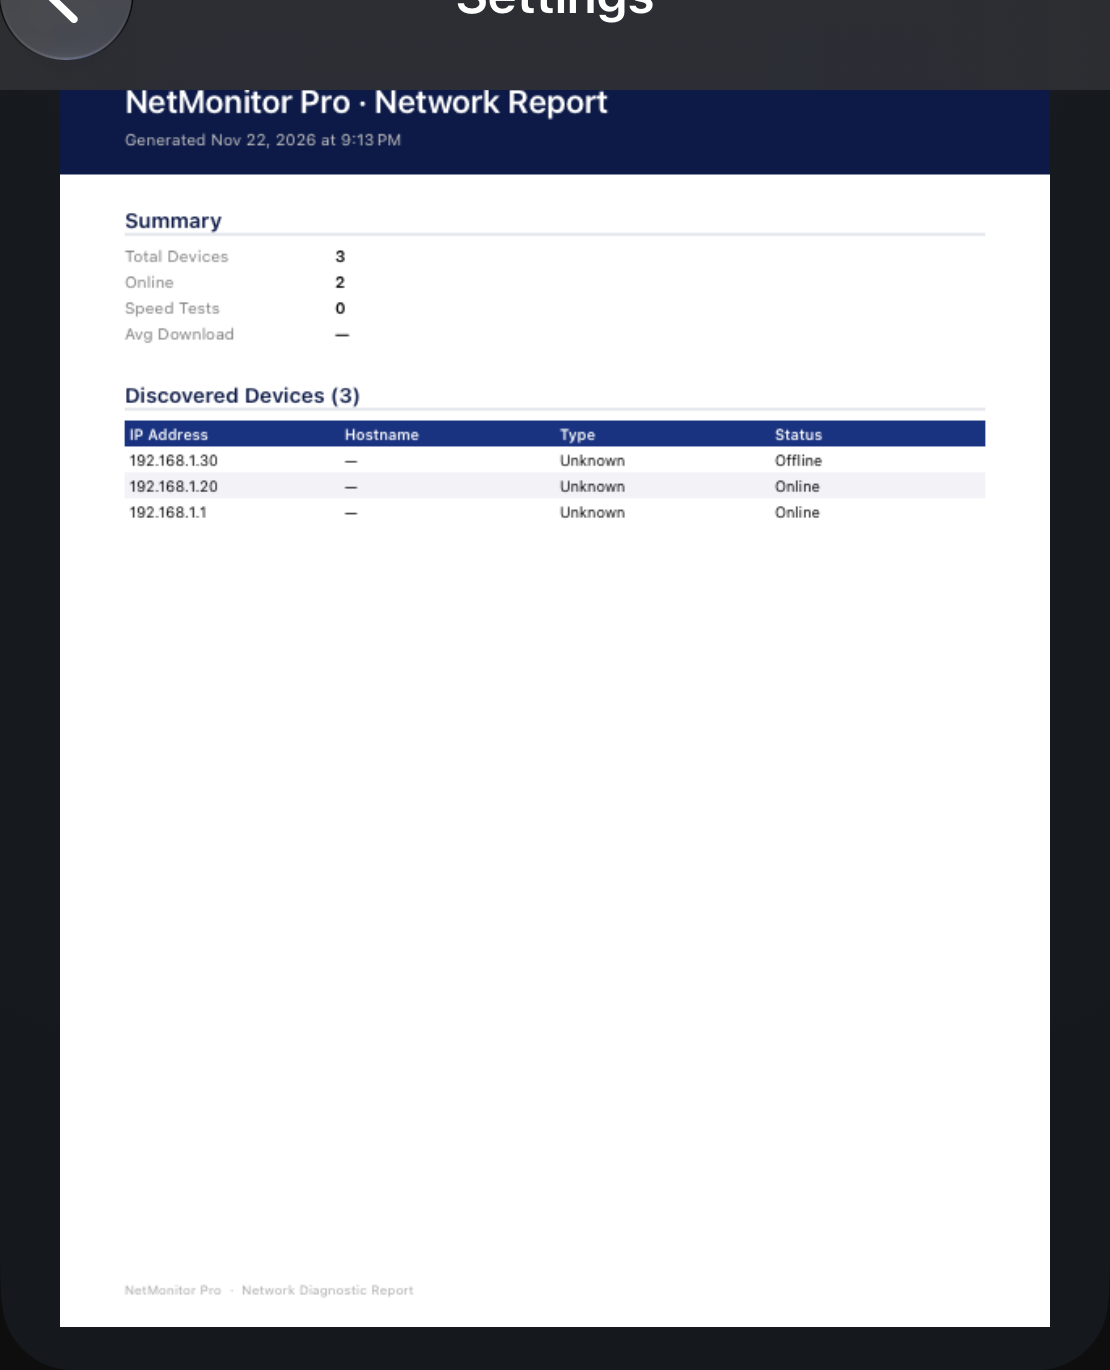 Settings
NetMonitor Pro · Network Report
Generated Nov 22, 2026 at 9:13 PM
Summary
Total Devices 3
Online 2
Speed Tests 0
Avg Download —
Discovered Devices (3)
IP Address Hostname Type Status
192.168.1.30 — Unknown Offline
192.168.1.20 — Unknown Online
192.168.1.1 — Unknown Online
NetMonitor Pro · Network Diagnostic Report